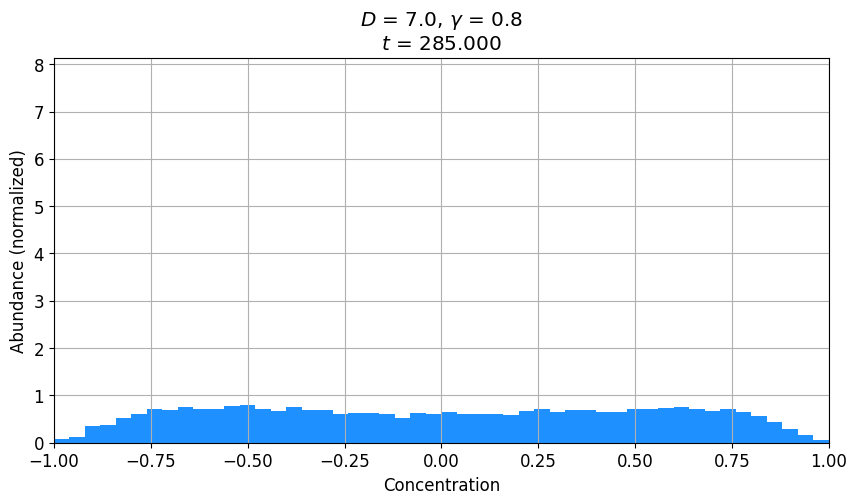 D = 7.0, γ = 0.8
t = 285.000
Abundance (normalized)
8
7
6
5
4
3
2
1
0
−1.00 −0.75 −0.50 −0.25 0.00 0.25 0.50 0.75 1.00
Concentration